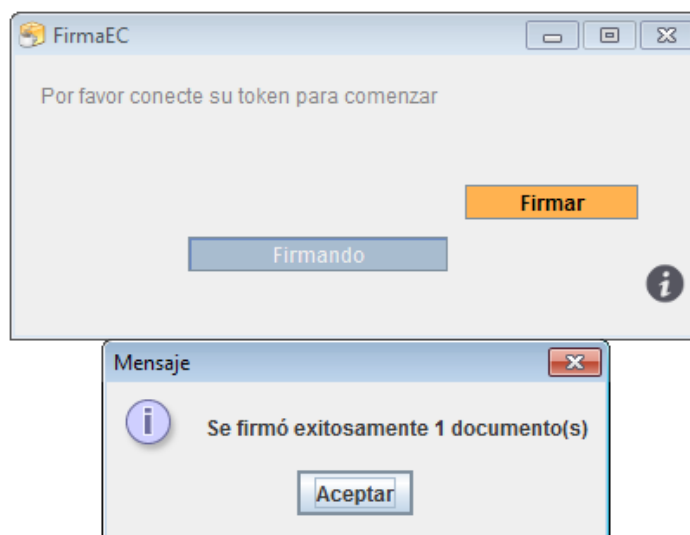 FirmaEC
Por favor conecte su token para comenzar
Firmar
Firmando
Mensaje
Se firmó exitosamente 1 documento(s)
Aceptar